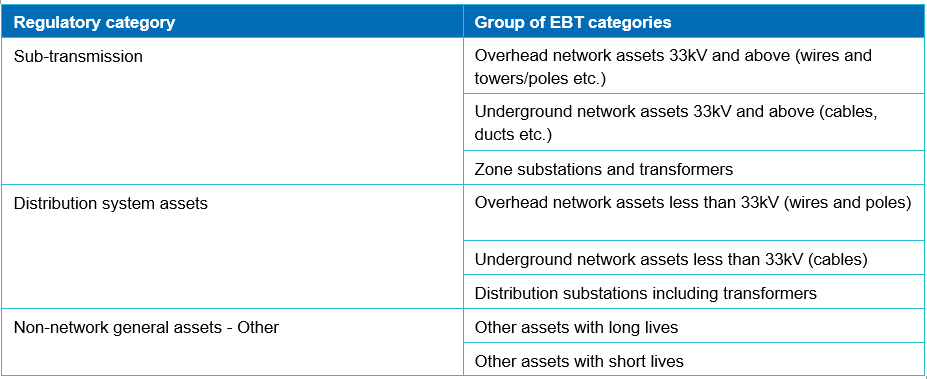 Regulatory category
Group of EBT categories
Sub-transmission
Overhead network assets 33kV and above (wires and
towers/poles etc.)
Underground network assets 33kV and above (cables,
ducts etc.)
Zone substations and transformers
Distribution system assets
Overhead network assets less than 33kV (wires and poles)
Underground network assets less than 33kV (cables)
Distribution substations including transformers
Non-network general assets - Other
Other assets with long lives
Other assets with short lives